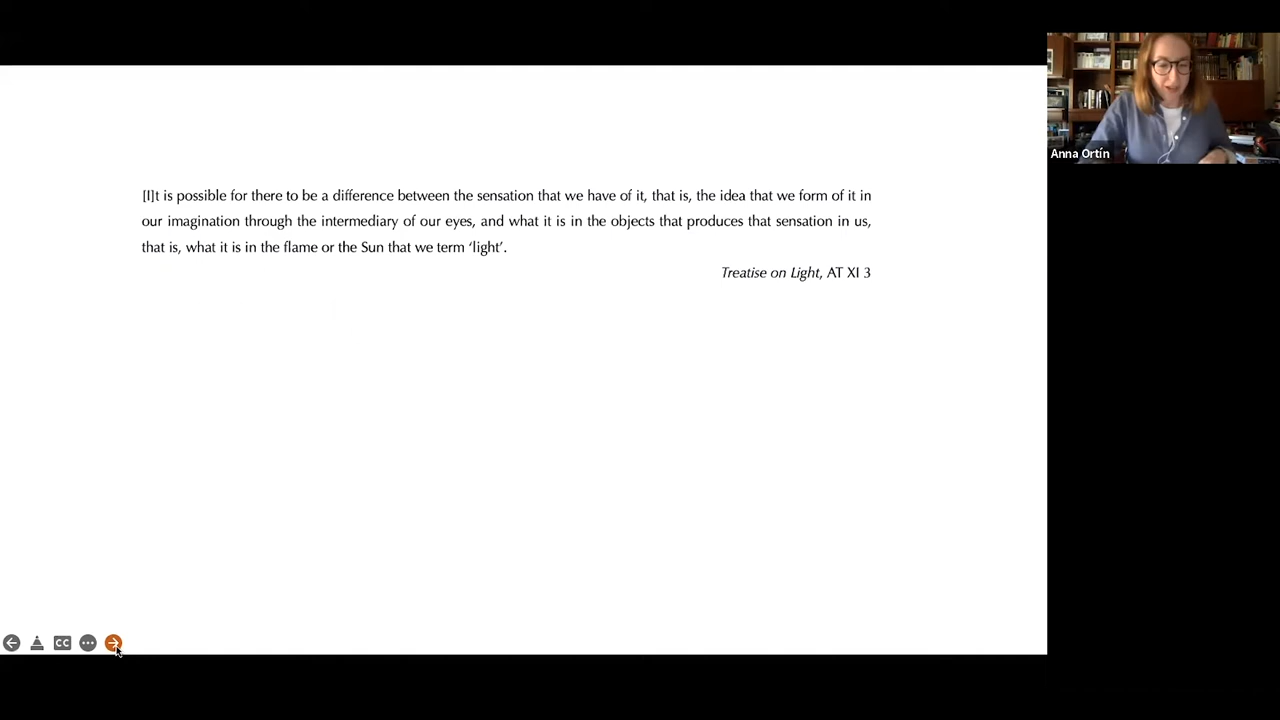 [I]t is possible for there to be a difference between the sensation that we have of it, that is, the idea that we form of it in
our imagination through the intermediary of our eyes, and what it is in the objects that produces that sensation in us,
that is, what it is in the flame or the Sun that we term ‘light’.
Treatise on Light, AT XI 3
Anna Ortín
CC